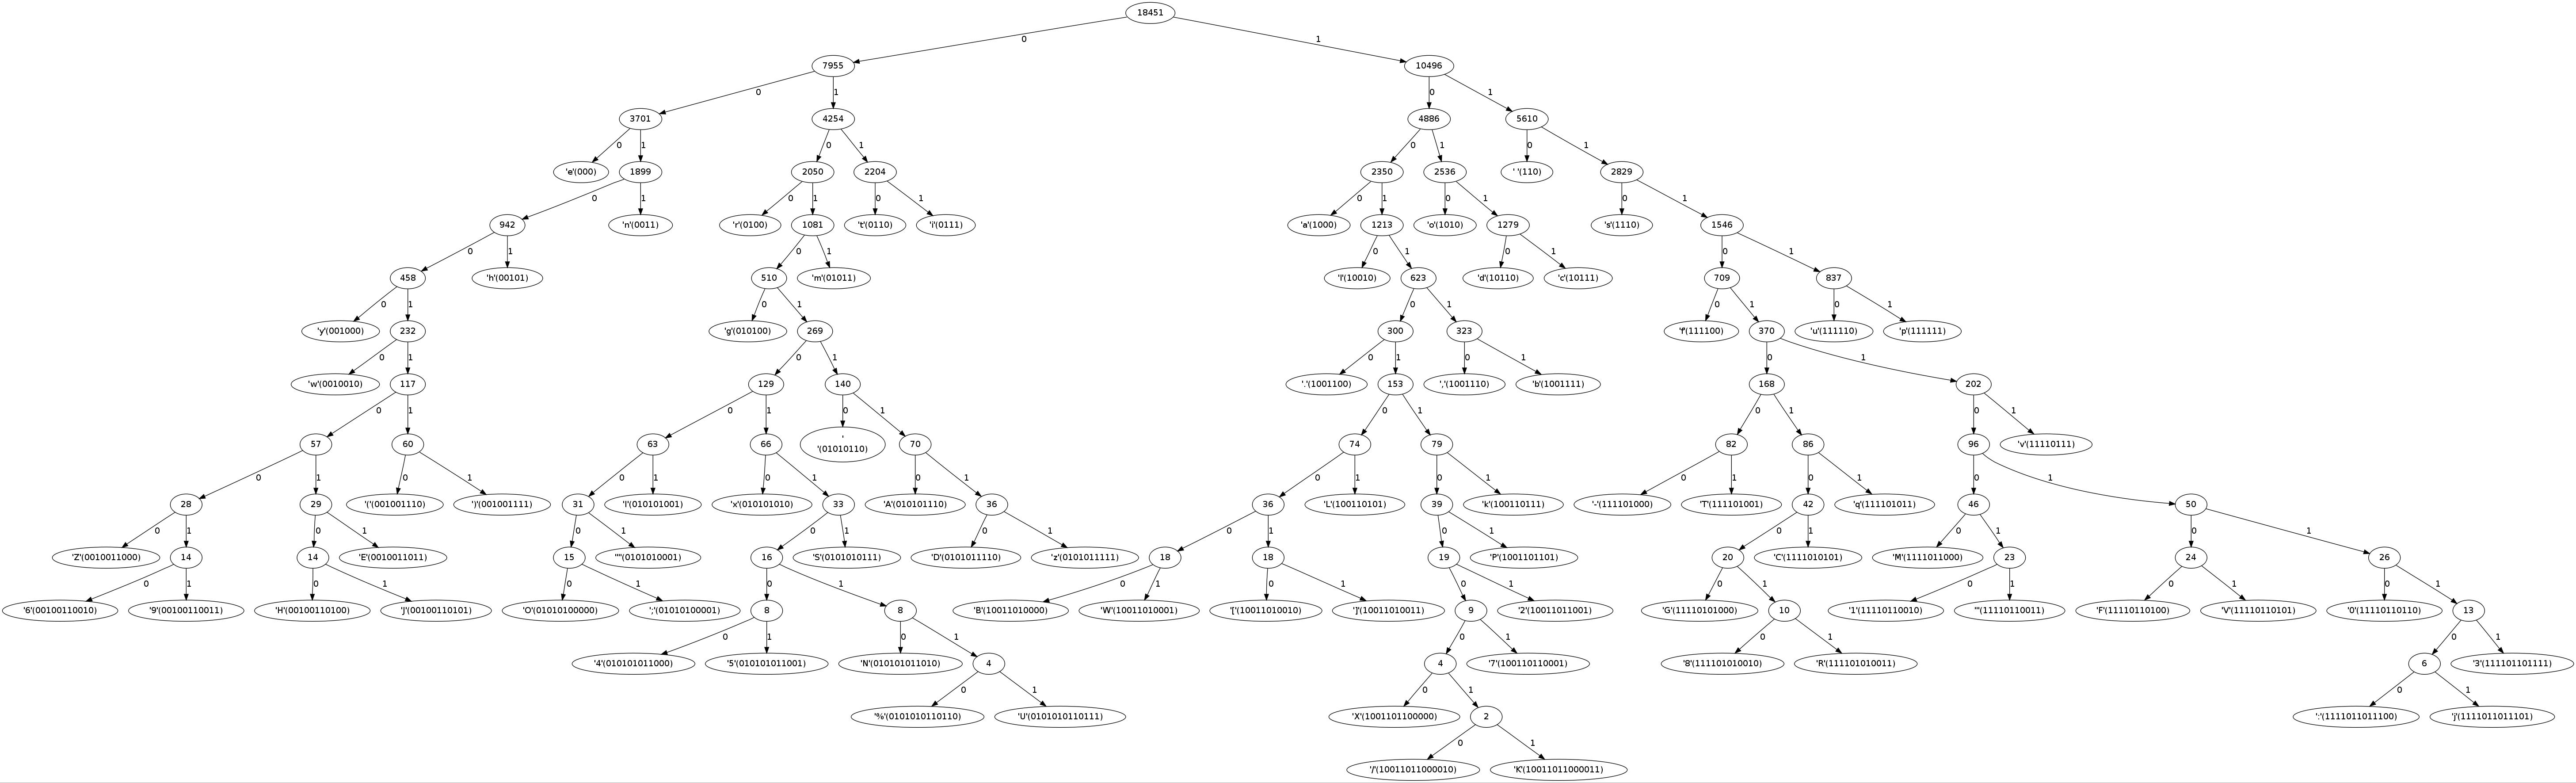 18451
0 1
7955 10496
0 1 0 1
3701 4254 4886 5610
0 1 0 1 0 1 0 1
'e'(000) 1899 2050 2204 2350 2536 ' '(110) 2829
0 1 0 1 0 1 0 1 0 1 0 1
942 'n'(0011) 'r'(0100) 1081 't'(0110) 'i'(0111) 'a'(1000) 1213 'o'(1010) 1279 's'(1110) 1546
0 1 0 1 0 1 0 1 0 1
458 'h'(00101) 510 'm'(01011) 'l'(10010) 623 'd'(10110) 'c'(10111) 709 837
0 1 0 1 0 1 0 1 0 1
'y'(001000) 232 'g'(010100) 269 300 323 'f'(111100) 370 'u'(111110) 'p'(111111)
0 1 0 1 0 1 0 1 0 1
'w'(0010010) 117 129 140 '.'(1001100) 153 ','(1001110) 'b'(1001111) 168 202
0 1 0 1 0 1 0 1 0 1 0 1
57 60 63 66 '
'(01010110) 70 74 79 82 86 96 'v'(11110111)
0 1 0 1 0 1 0 1 0 1 0 1 0 1 0 1 0 1 0 1
28 29 '('(001001110) ')'(001001111) 31 'I'(010101001) 'x'(010101010) 33 'A'(010101110) 36 36 'L'(100110101) 39 'k'(100110111) '-'(111101000) 'T'(111101001) 42 'q'(111101011) 46 50
0 1 0 1 0 1 0 1 0 1 0 1 0 1 0 1 0 1 0 1
'Z'(0010011000) 14 14 'E'(0010011011) 15 '"'(0101010001) 16 'S'(0101010111) 'D'(0101011110) 'z'(0101011111) 18 18 19 'P'(1001101101) 20 'C'(1111010101) 'M'(1111011000) 23 24 26
0 1 0 1 0 1 0 1 0 1 0 1 0 1 0 1 0 1 0 1 0 1
'6'(00100110010) '9'(00100110011) 'H'(00100110100) 'J'(00100110101) 'O'(01010100000) ';'(01010100001) 8 8 'B'(10011010000) 'W'(10011010001) '['(10011010010) ']'(10011010011) 9 '2'(10011011001) 'G'(11110101000) 10 '1'(11110110010) '''(11110110011) 'F'(11110110100) 'V'(11110110101) '0'(11110110110) 13
0 1 0 1 0 1 0 1 0 1
'4'(010101011000) '5'(010101011001) 'N'(010101011010) 4 4 '7'(100110110001) '8'(111101010010) 'R'(111101010011) 6 '3'(111101101111)
0 1 0 1 0 1
'%'(0101010110110) 'U'(0101010110111) 'X'(1001101100000) 2 ':'(1111011011100) 'j'(1111011011101)
0 1
'/'(10011011000010) 'K'(10011011000011)